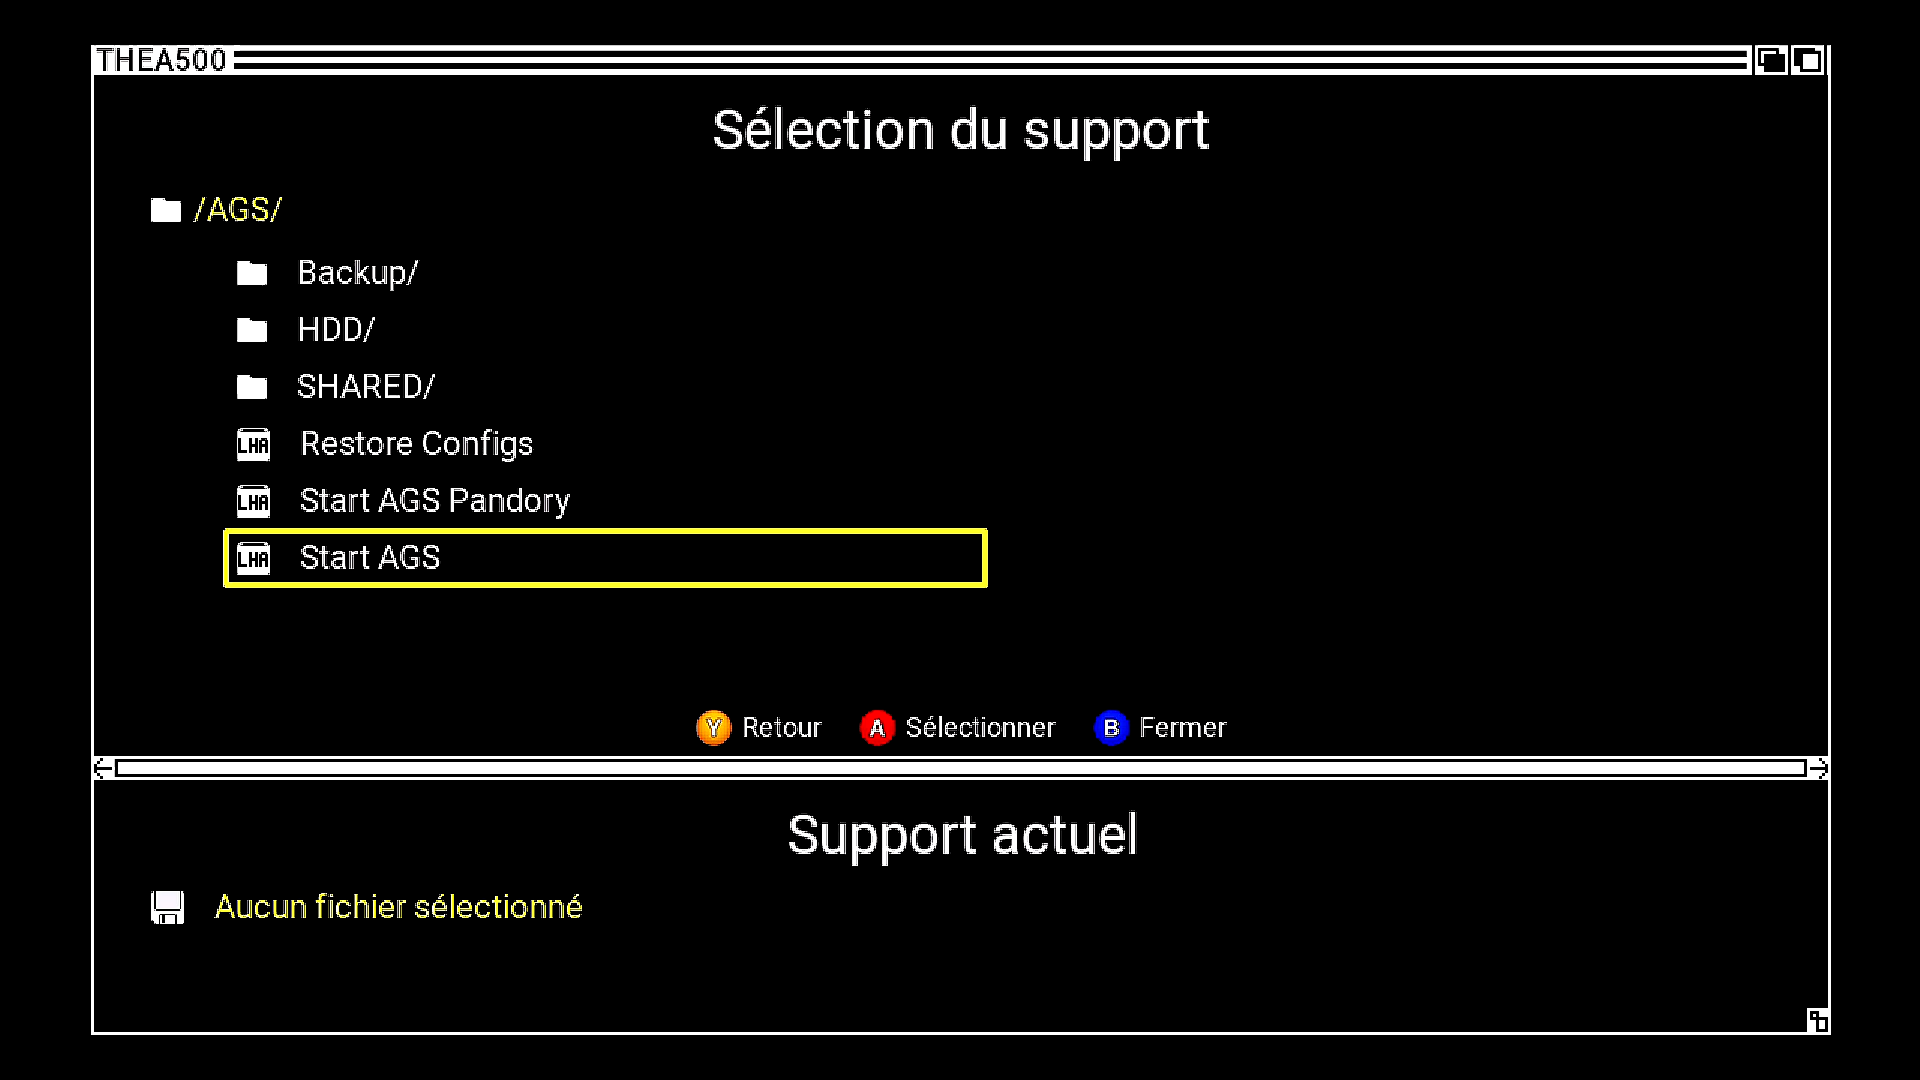 THEA500
Sélection du support
/AGS/
Backup/
HDD/
SHARED/
LHA Restore Configs
LHA Start AGS Pandory
LHA Start AGS
Y Retour A Sélectionner B Fermer
Support actuel
Aucun fichier sélectionné